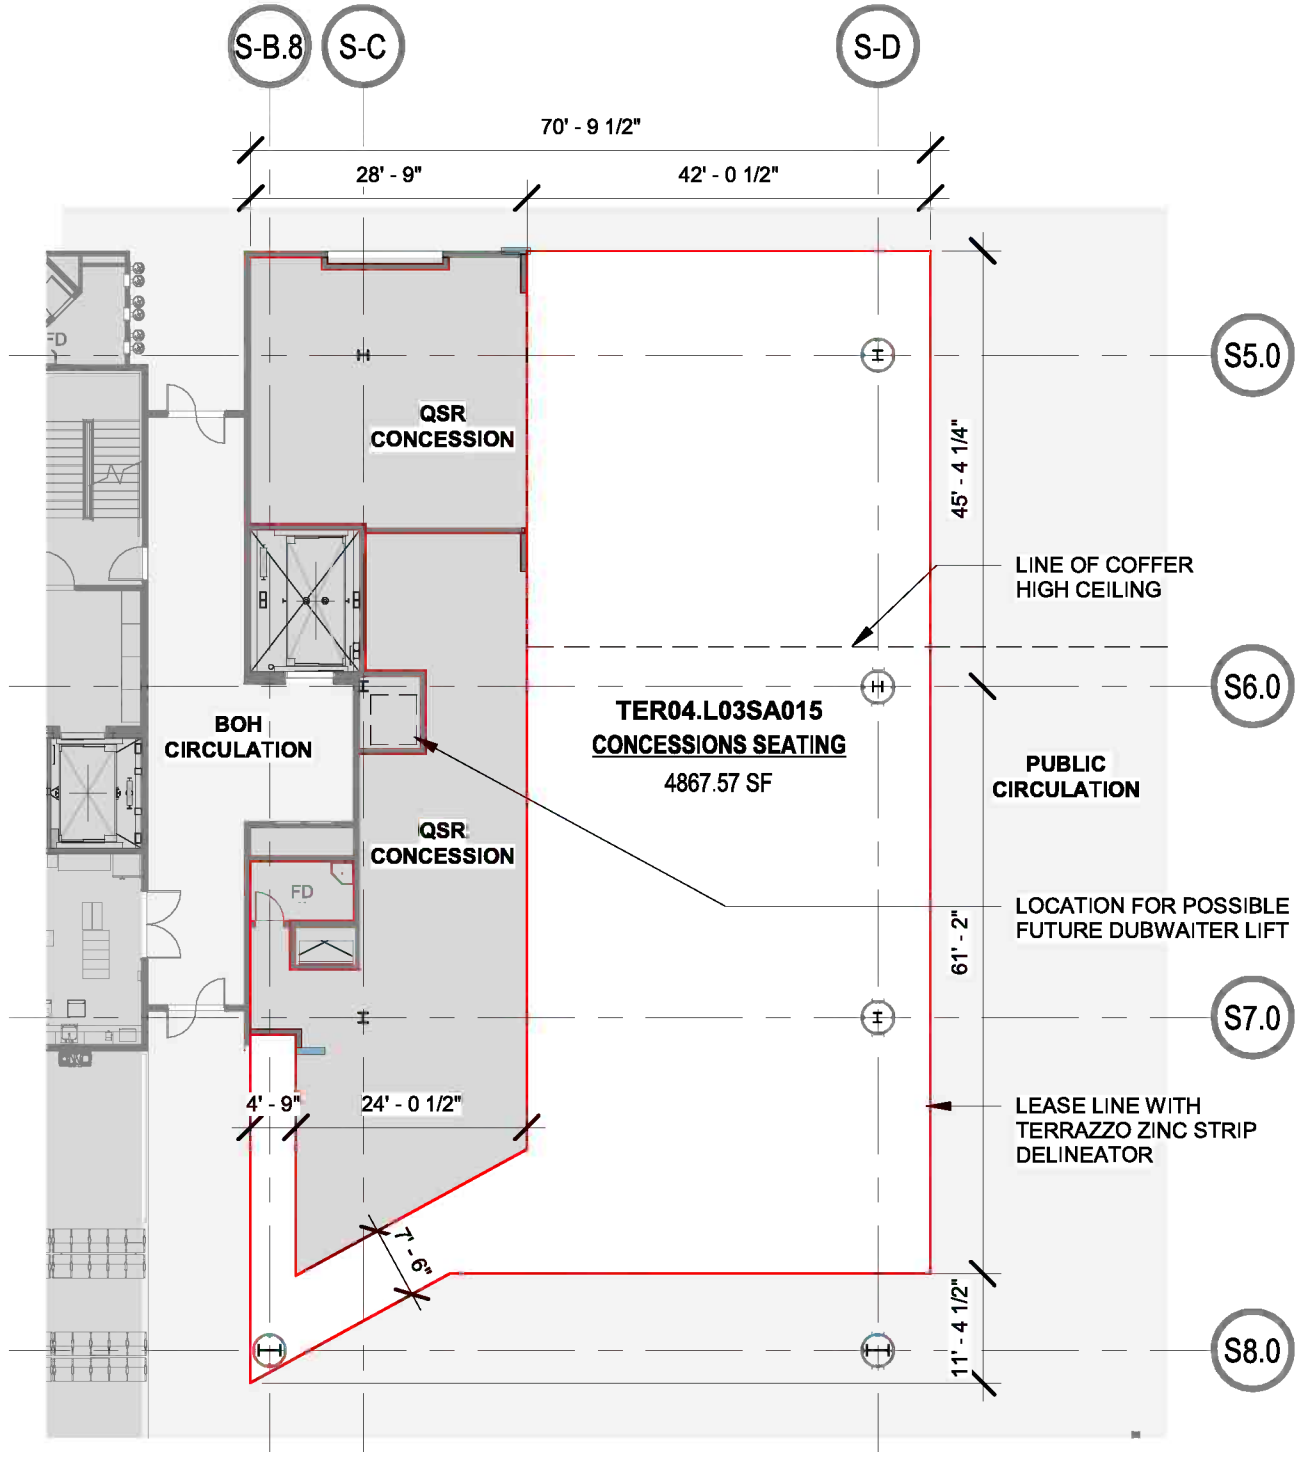 S-B.8
S-C
S-D
70' - 9 1/2"
28' - 9"
42' - 0 1/2"
FD
S5.0
QSR
CONCESSION
45' - 4 1/4"
LINE OF COFFER
HIGH CEILING
S6.0
TER04.L03SA015
CONCESSIONS SEATING
4867.57 SF
BOH
CIRCULATION
PUBLIC
CIRCULATION
QSR
CONCESSION
FD
LOCATION FOR POSSIBLE
FUTURE DUBWAITER LIFT
61' - 2"
S7.0
4' - 9"
24' - 0 1/2"
LEASE LINE WITH
TERRAZZO ZINC STRIP
DELINEATOR
7' - 6"
11' - 4 1/2"
S8.0